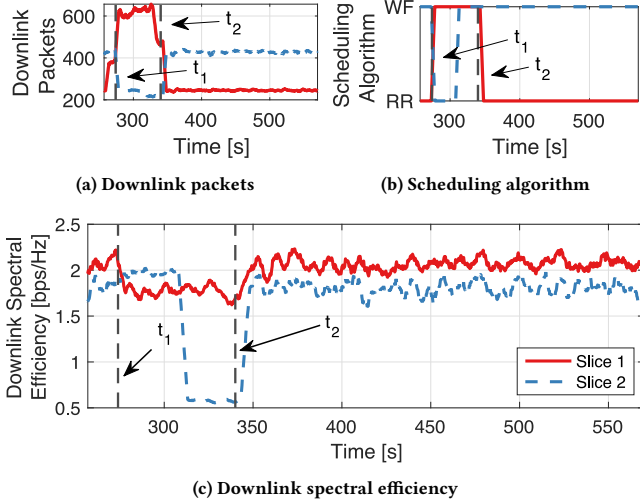 600
400
200
Downlink
Packets
t1
t2
300
400
500
Time [s]
(a) Downlink packets
WF
RR
Scheduling
Algorithm
t1
t2
300
400
500
Time [s]
(b) Scheduling algorithm
2.5
2
1.5
1
0.5
Downlink Spectral
Efficiency [bps/Hz]
t1
t2
Slice 1
Slice 2
300
350
400
450
500
550
Time [s]
(c) Downlink spectral efficiency